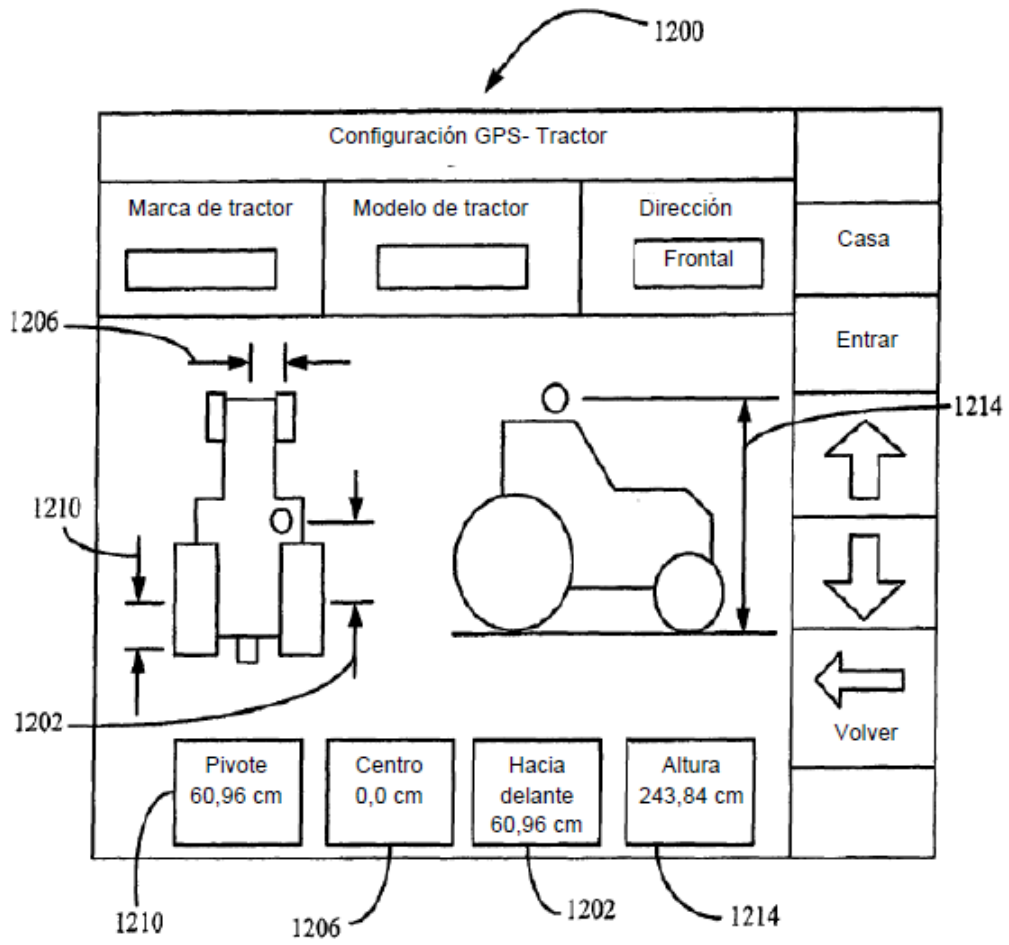 1200
Configuración GPS- Tractor
Marca de tractor
Modelo de tractor
Dirección
Frontal
Casa
Entrar
1206
1214
1210
1202
Volver
Pivote
60,96 cm
Centro
0,0 cm
Hacia
delante
60,96 cm
Altura
243,84 cm
1210
1206
1202
1214